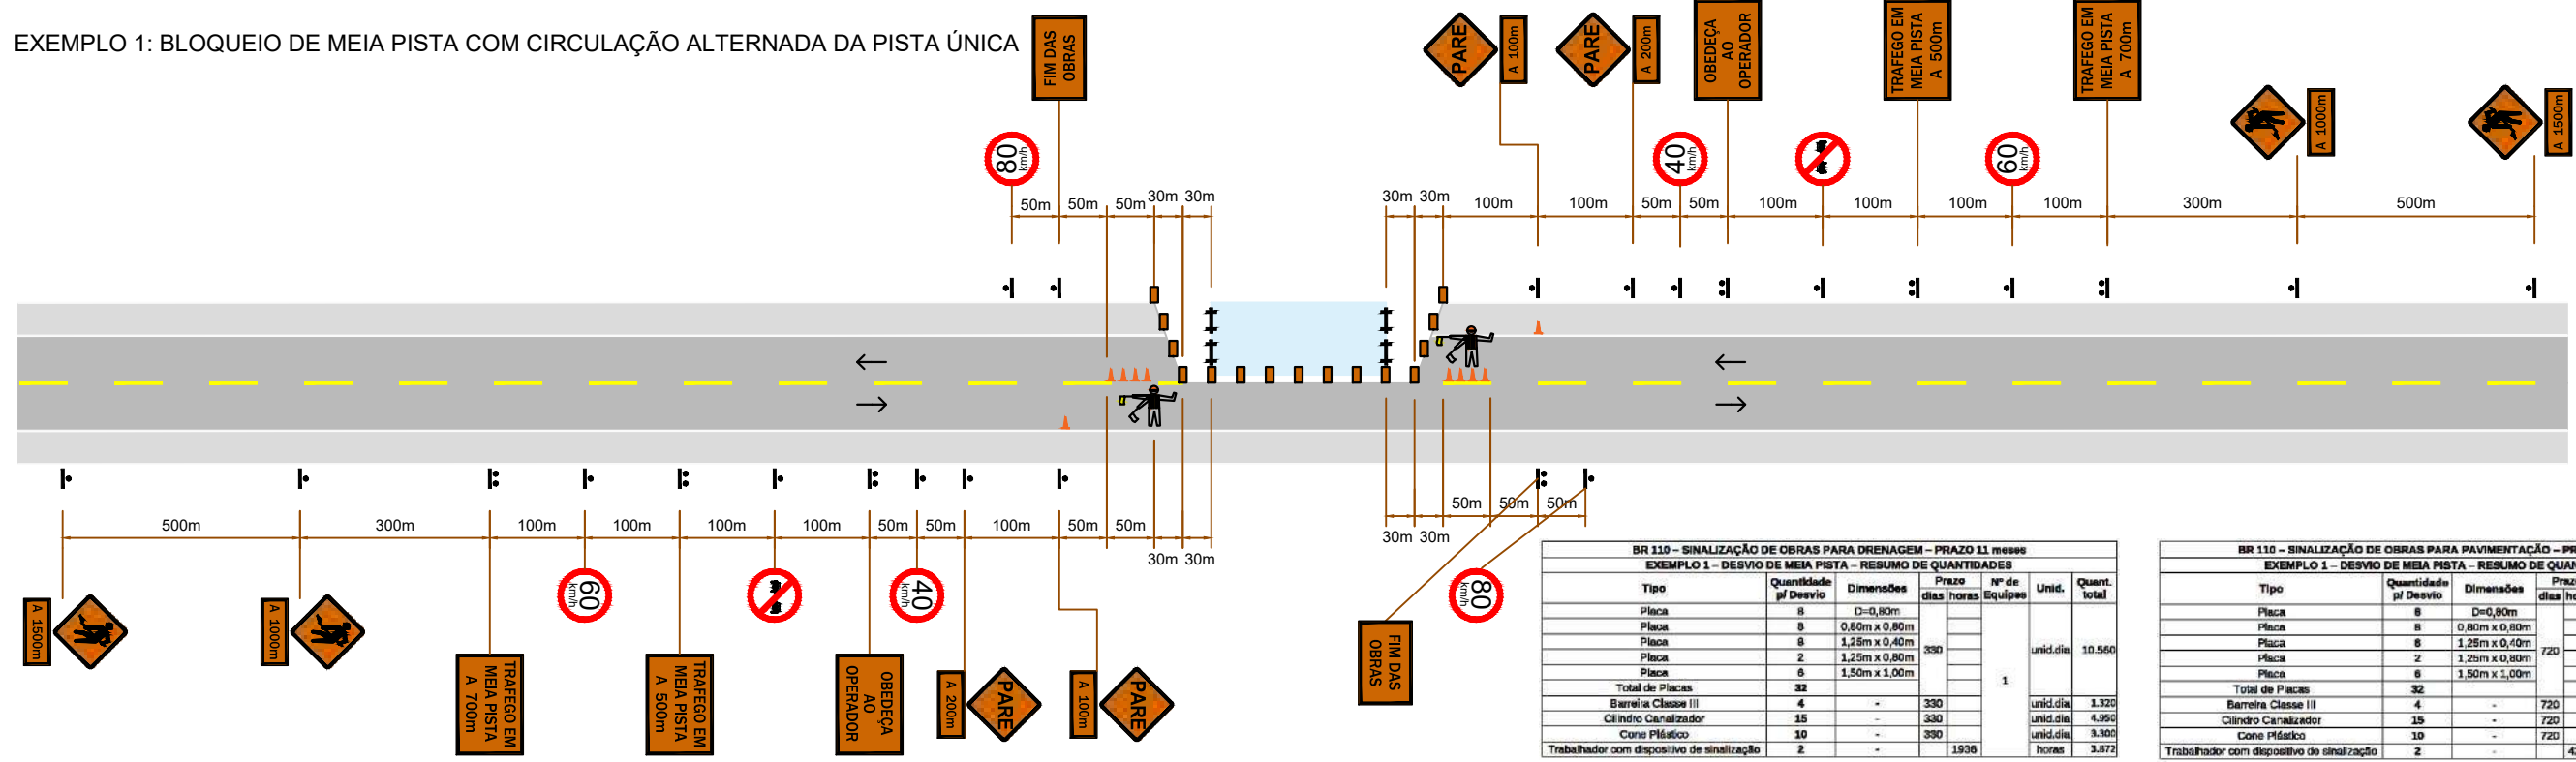 EXEMPLO 1: BLOQUEIO DE MEIA PISTA COM CIRCULAÇÃO ALTERNADA DA PISTA ÚNICA
FIM DAS
OBRAS
PARE
A 100m
PARE
A 200m
OBEDEÇA
AO
OPERADOR
TRAFEGO EM
MEIA PISTA
A 500m
TRAFEGO EM
MEIA PISTA
A 700m
A 1000m
A 1500m
80
km/h
40
km/h
60
km/h
50m 50m 50m 30m 30m
30m 30m 100m 100m 50m 50m 100m 100m 100m 100m 300m 500m
500m 300m 100m 100m 100m 100m 50m 50m 100m 50m 50m
30m 30m
50m 50m 50m
30m 30m
60
km/h
40
km/h
80
km/h
A 1500m
A 1000m
TRAFEGO EM
MEIA PISTA
A 700m
TRAFEGO EM
MEIA PISTA
A 500m
OBEDEÇA
AO
OPERADOR
A 200m
PARE
A 100m
PARE
FIM DAS
OBRAS
BR 110 – SINALIZAÇÃO DE OBRAS PARA DRENAGEM – PRAZO 11 meses
EXEMPLO 1 – DESVIO DE MEIA PISTA – RESUMO DE QUANTIDADES
Tipo Quantidade p/ Desvio Dimensões Prazo dias horas Nº de Equipes Unid. Quant. total
Placa 8 D=0,80m
Placa 8 0,80m x 0,80m
Placa 8 1,25m x 0,40m 330 unid.dia 10.560
Placa 2 1,25m x 0,80m
Placa 6 1,50m x 1,00m 1
Total de Placas 32
Barreira Classe III 4 - 330 unid.dia 1.320
Cilindro Canalizador 15 - 330 unid.dia 4.950
Cone Plástico 10 - 330 unid.dia 3.300
Trabalhador com dispositivo de sinalização 2 - 1936 horas 3.872
BR 110 – SINALIZAÇÃO DE OBRAS PARA PAVIMENTAÇÃO – PR
EXEMPLO 1 – DESVIO DE MEIA PISTA – RESUMO DE QUAN
Tipo Quantidade p/ Desvio Dimensões Praz dias ho
Placa 8 D=0,80m
Placa 8 0,80m x 0,80m
Placa 1,25m x 0,40m 720
Placa 2 1,25m x 0,80m
Placa 6 1,50m x 1,00m
Total de Placas 32
Barreira Classe III 4 - 720
Cilindro Canalizador 15 - 720
Cone Plástico 10 - 720
Trabalhador com dispositivo de sinalização 2 - 4